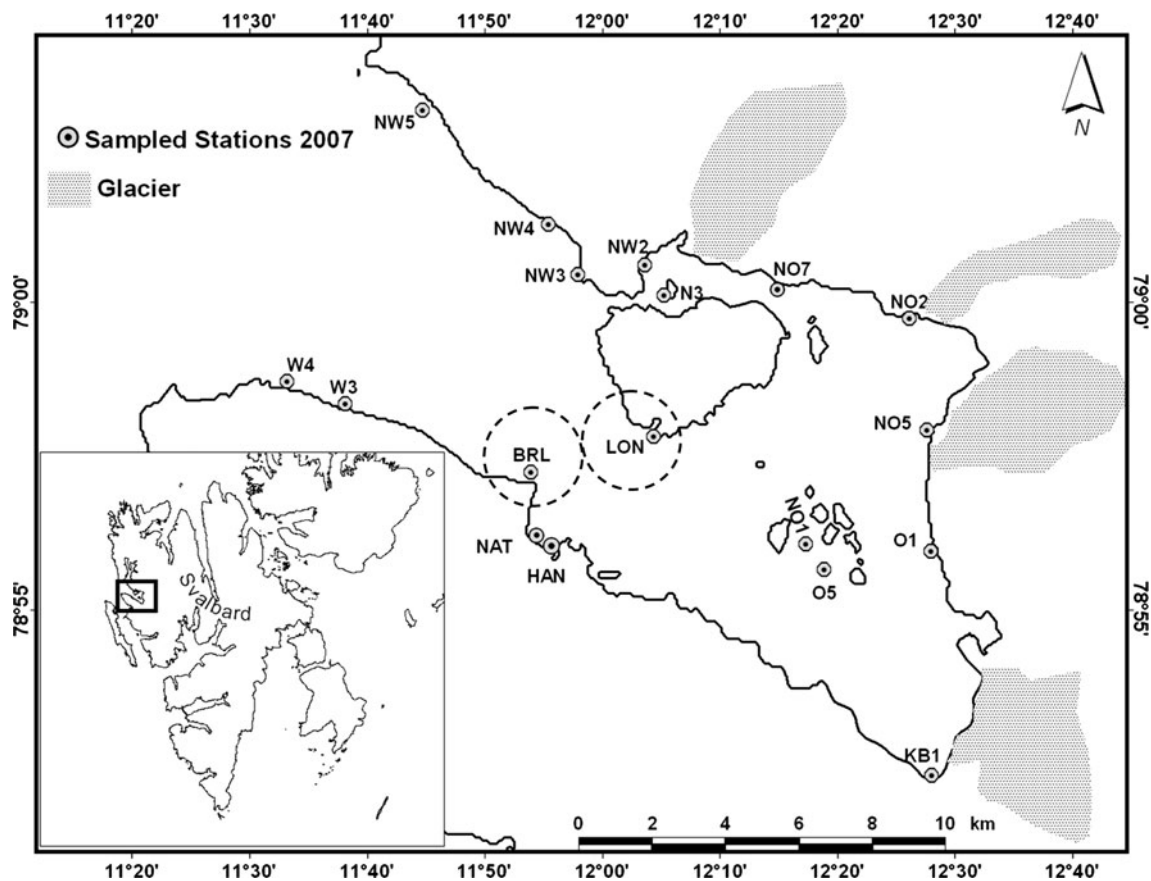 11°20' 11°30' 11°40' 11°50' 12°00' 12°10' 12°20' 12°30' 12°40'
N
Sampled Stations 2007
Glacier
NW5
NW4
NW2
NW3
N3
NO7
NO2
79°00'
79°00'
W4
W3
NO5
BRL
LON
NO1
NAT
HAN
O1
O5
78°55'
78°55'
Svalbard
KB1
0 2 4 6 8 10 km
11°20' 11°30' 11°40' 11°50' 12°00' 12°10' 12°20' 12°30' 12°40'